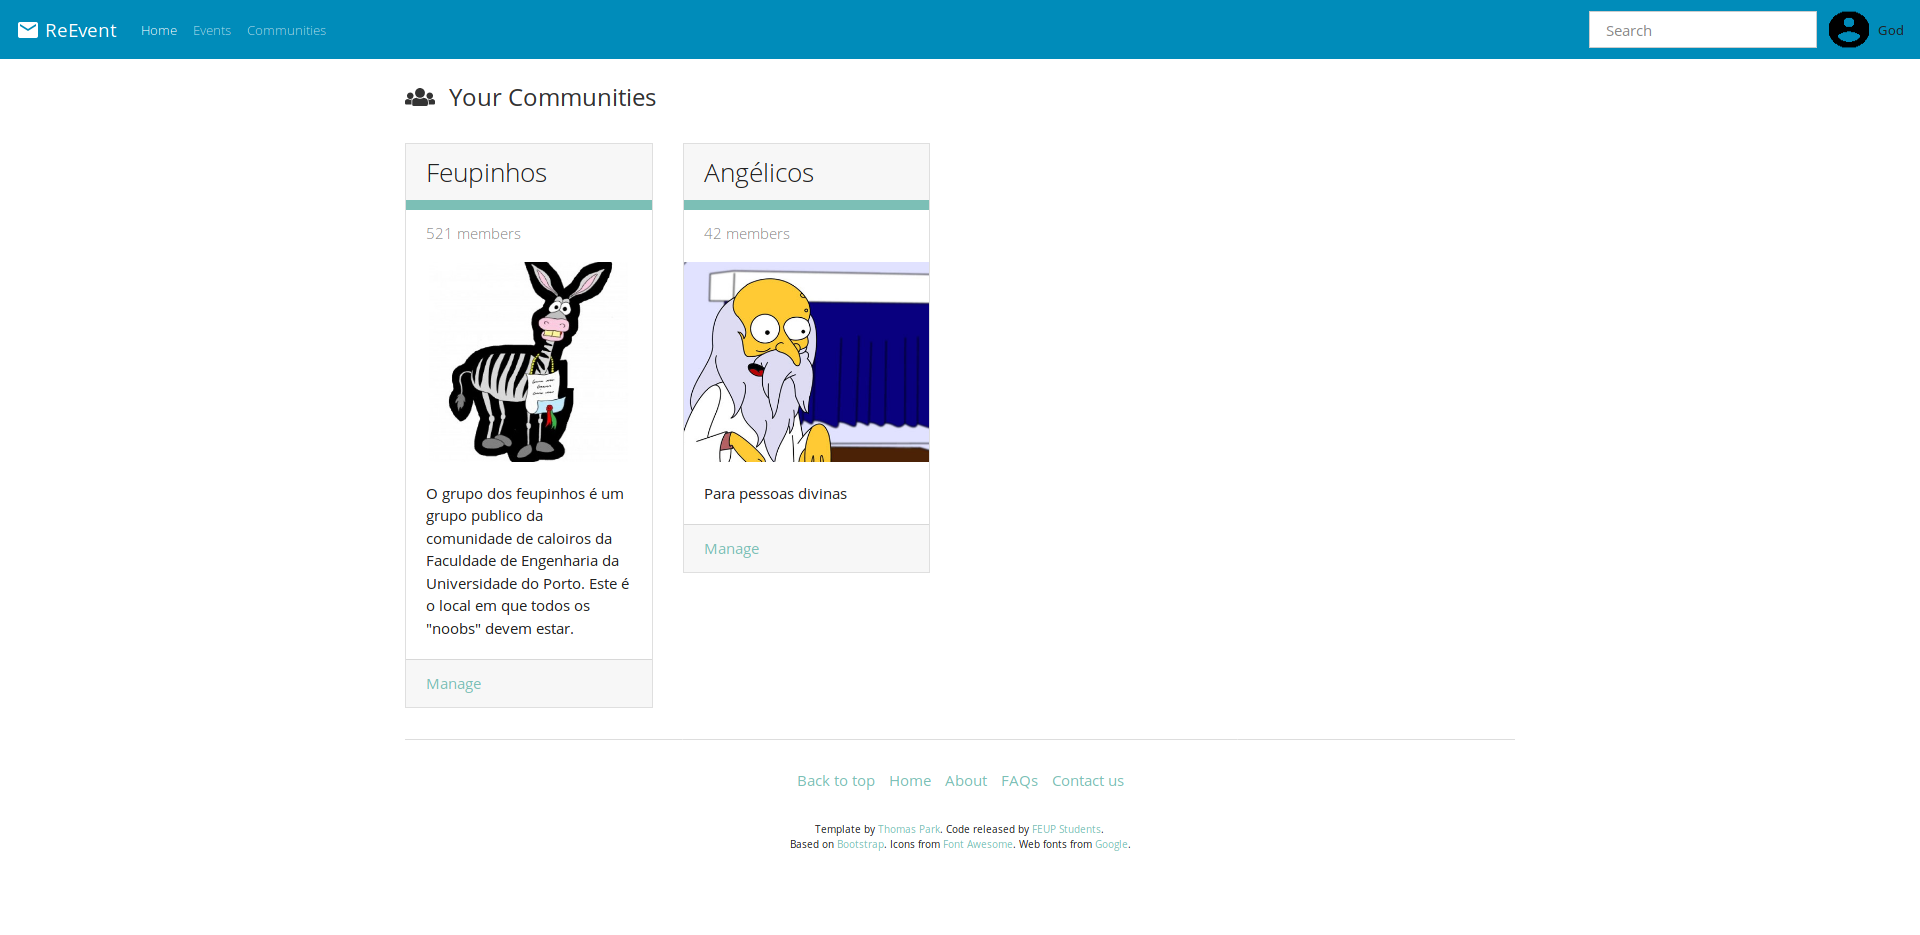 ReEvent Home Events Communities Search God
Your Communities
Feupinhos
521 members
O grupo dos feupinhos é um
grupo publico da
comunidade de caloiros da
Faculdade de Engenharia da
Universidade do Porto. Este é
o local em que todos os
"noobs" devem estar.
Manage
Angélicos
42 members
Para pessoas divinas
Manage
Back to top Home About FAQs Contact us
Template by Thomas Park. Code released by FEUP Students.
Based on Bootstrap. Icons from Font Awesome. Web fonts from Google.